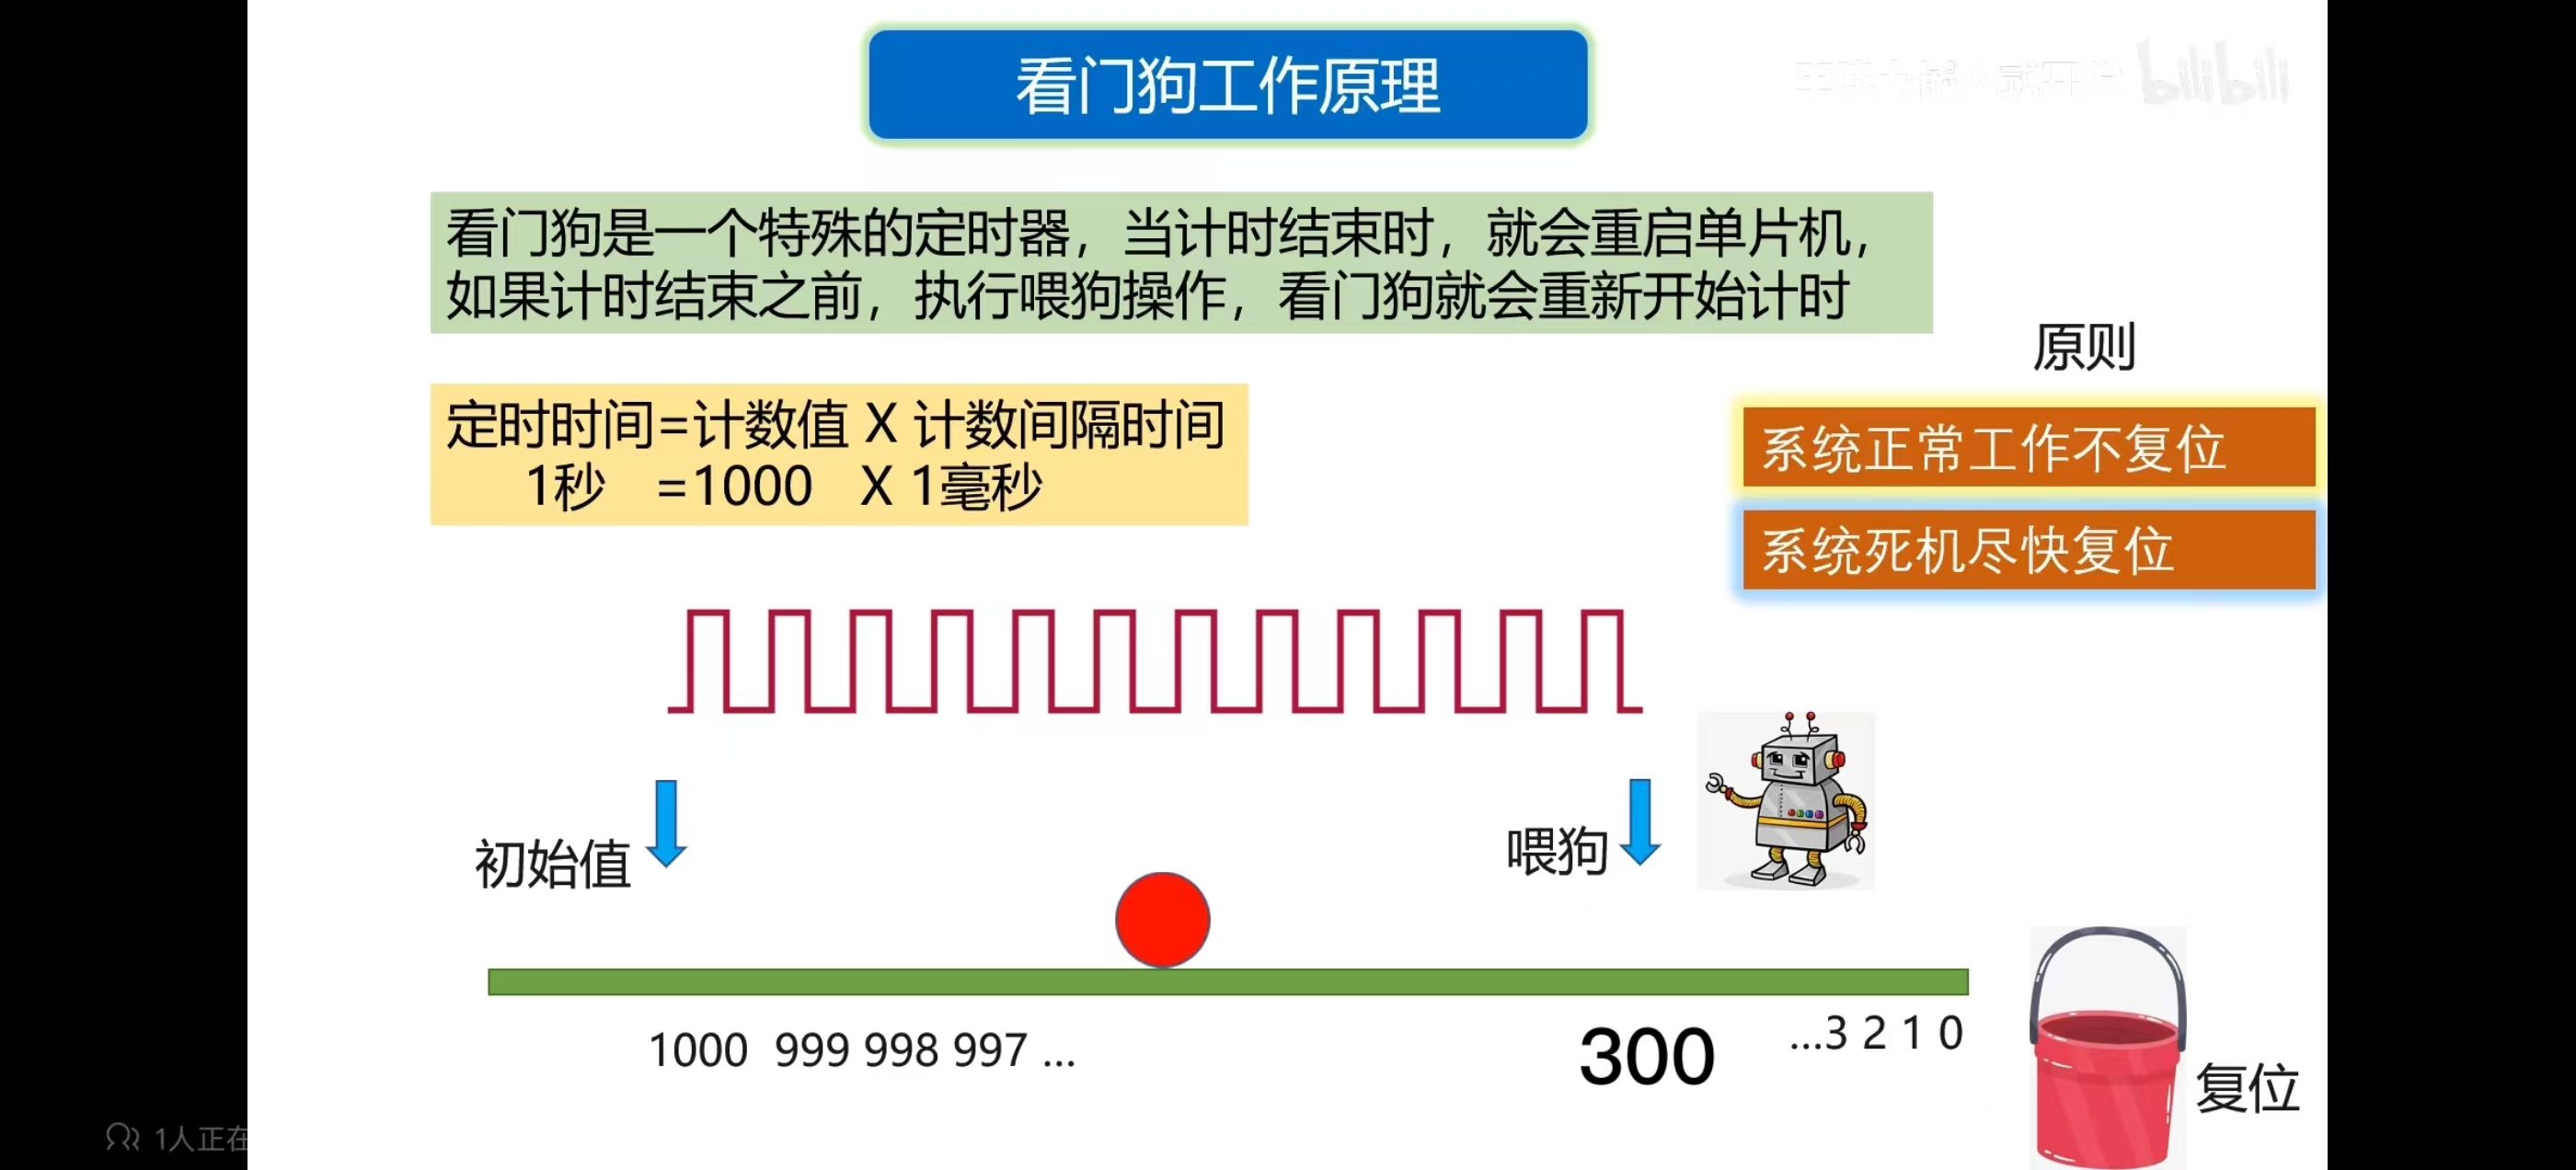 看门狗工作原理
bilibili
看门狗是一个特殊的定时器，当计时结束时，就会重启单片机，
如果计时结束之前，执行喂狗操作，看门狗就会重新开始计时
原则
定时时间=计数值 X 计数间隔时间
1秒 =1000 X 1毫秒
系统正常工作不复位
系统死机尽快复位
初始值
喂狗
1000 999 998 997 ...
300
...3 2 1 0
复位
1人正在